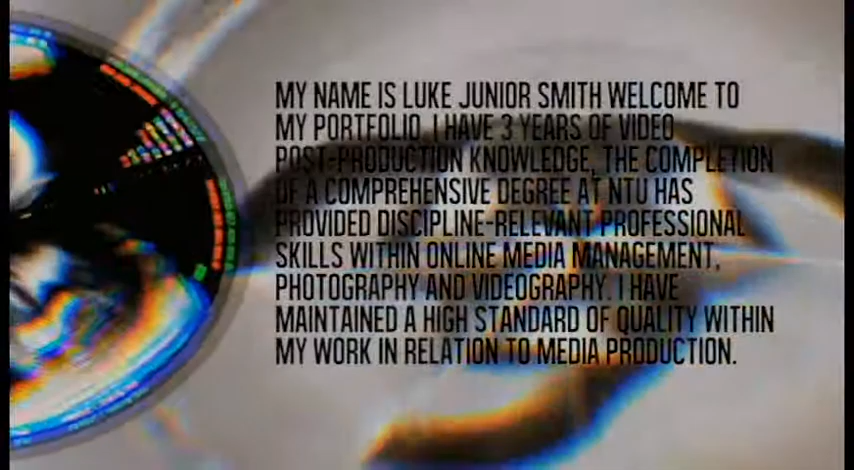 MY NAME IS LUKE JUNIOR SMITH WELCOME TO
MY PORTFOLIO, I HAVE 3 YEARS OF VIDEO
POST-PRODUCTION KNOWLEDGE, THE COMPLETION
OF A COMPREHENSIVE DEGREE AT NTU HAS
PROVIDED DISCIPLINE-RELEVANT PROFESSIONAL
SKILLS WITHIN ONLINE MEDIA MANAGEMENT,
PHOTOGRAPHY AND VIDEOGRAPHY. I HAVE
MAINTAINED A HIGH STANDARD OF QUALITY WITHIN
MY WORK IN RELATION TO MEDIA PRODUCTION.